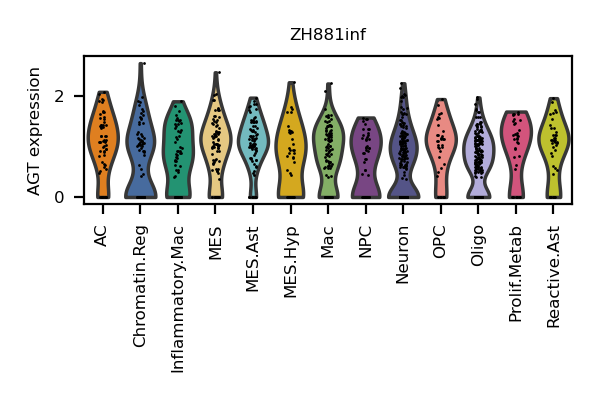 ZH881inf
AGT expression
2
0
AC
Chromatin.Reg
Inflammatory.Mac
MES
MES.Ast
MES.Hyp
Mac
NPC
Neuron
OPC
Oligo
Prolif.Metab
Reactive.Ast